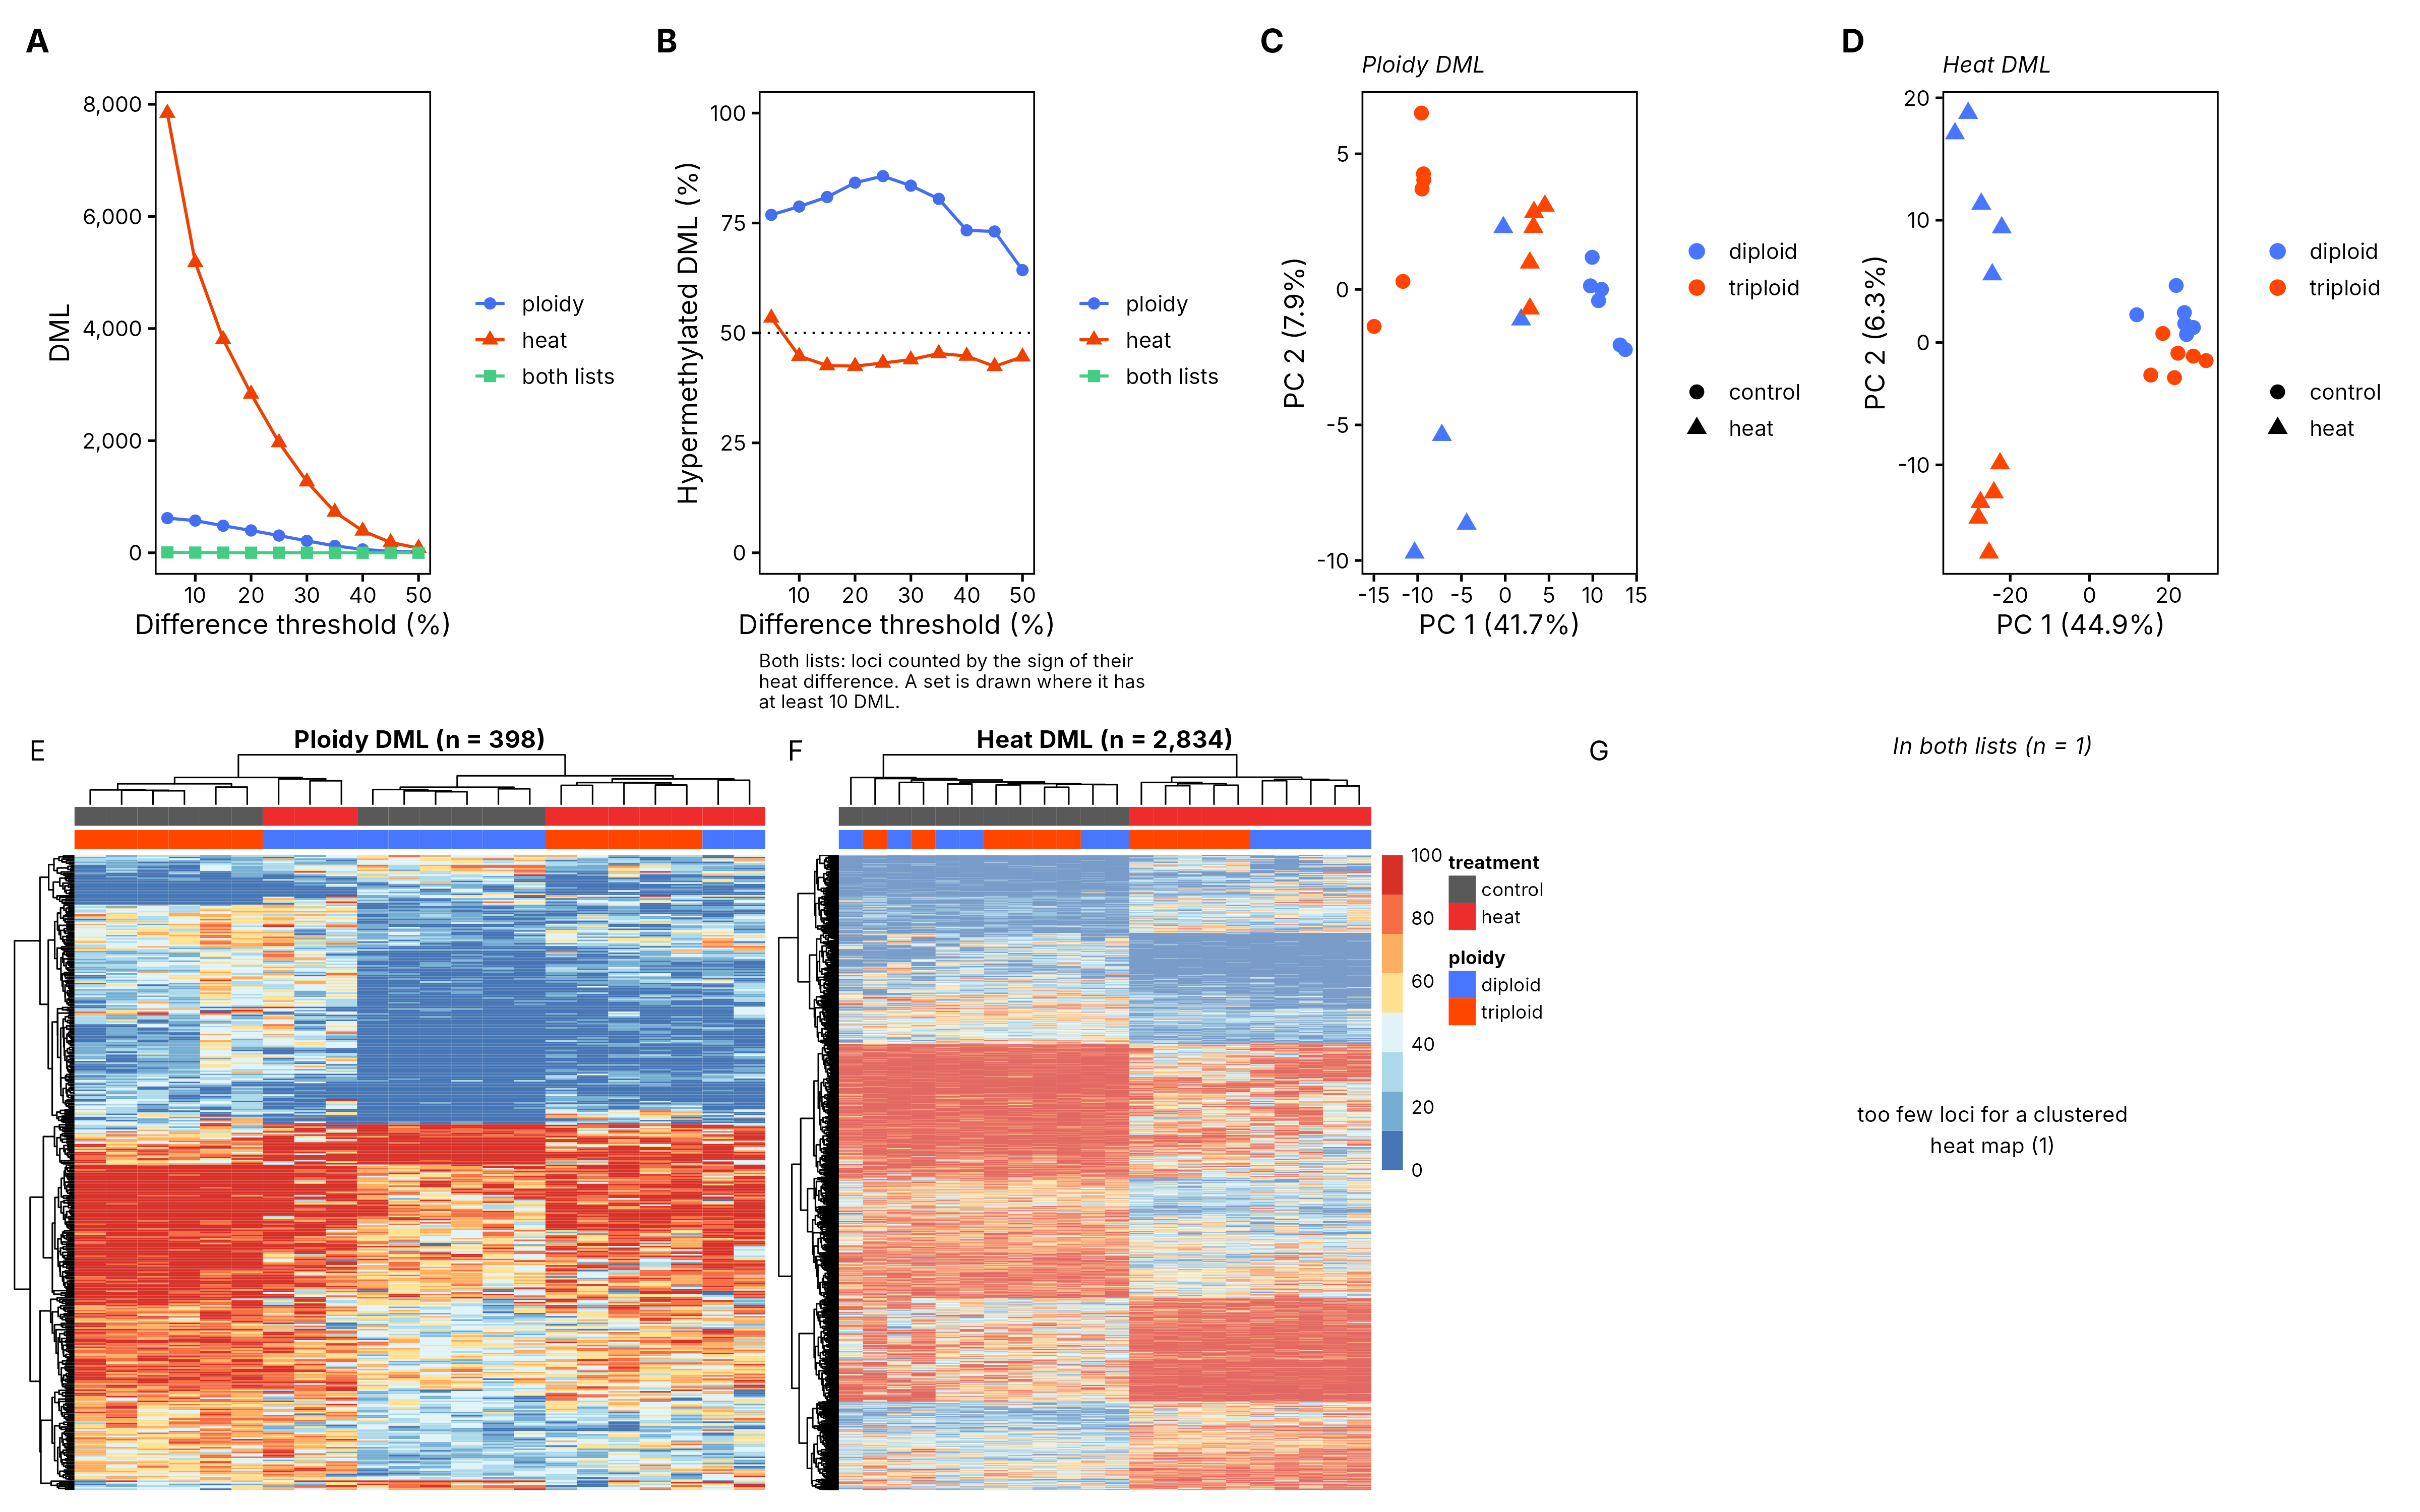 A
8,000
6,000
4,000
2,000
0
DML
10 20 30 40 50
Difference threshold (%)
ploidy
heat
both lists
B
100
75
50
25
0
Hypermethylated DML (%)
10 20 30 40 50
Difference threshold (%)
ploidy
heat
both lists
Both lists: loci counted by the sign of their
heat difference. A set is drawn where it has
at least 10 DML.
C
Ploidy DML
5
0
-5
-10
PC 2 (7.9%)
-15 -10 -5 0 5 10 15
PC 1 (41.7%)
diploid
triploid
control
heat
D
Heat DML
20
10
0
-10
PC 2 (6.3%)
-20 0 20
PC 1 (44.9%)
diploid
triploid
control
heat
E
Ploidy DML (n = 398)
F
Heat DML (n = 2,834)
100
80
60
40
20
0
treatment
control
heat
ploidy
diploid
triploid
G
In both lists (n = 1)
too few loci for a clustered
heat map (1)